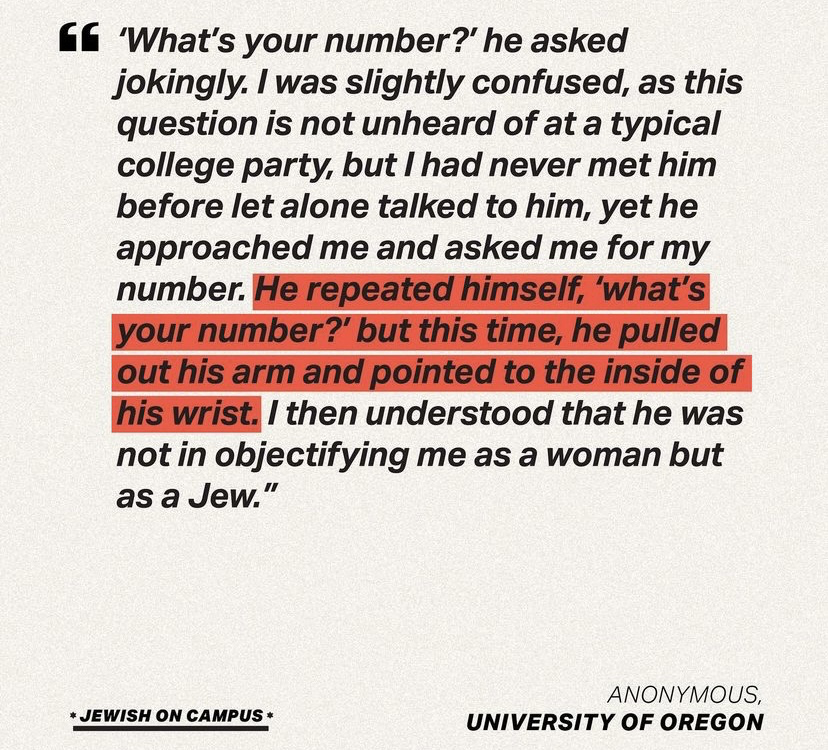 “ ‘What’s your number?’ he asked
jokingly. I was slightly confused, as this
question is not unheard of at a typical
college party, but I had never met him
before let alone talked to him, yet he
approached me and asked me for my
number. He repeated himself, ‘what’s
your number?’ but this time, he pulled
out his arm and pointed to the inside of
his wrist. I then understood that he was
not in objectifying me as a woman but
as a Jew.”
ANONYMOUS,
* JEWISH ON CAMPUS *
UNIVERSITY OF OREGON